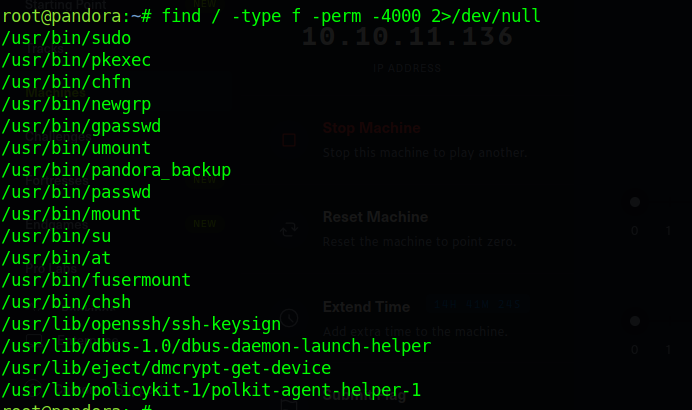 root@pandora:~# find / -type f -perm -4000 2>/dev/null
/usr/bin/sudo
/usr/bin/pkexec
/usr/bin/chfn
/usr/bin/newgrp
/usr/bin/gpasswd
/usr/bin/umount
/usr/bin/pandora_backup
/usr/bin/passwd
/usr/bin/mount
/usr/bin/su
/usr/bin/at
/usr/bin/fusermount
/usr/bin/chsh
/usr/lib/openssh/ssh-keysign
/usr/lib/dbus-1.0/dbus-daemon-launch-helper
/usr/lib/eject/dmcrypt-get-device
/usr/lib/policykit-1/polkit-agent-helper-1
root@pandora:~#
10.10.11.136
IP ADDRESS
Stop Machine
Stop this machine to play another.
NEW
Reset Machine
Reset the machine to point zero.
NEW
0 1
Extend Time
Add extra time to the machine.
0 1